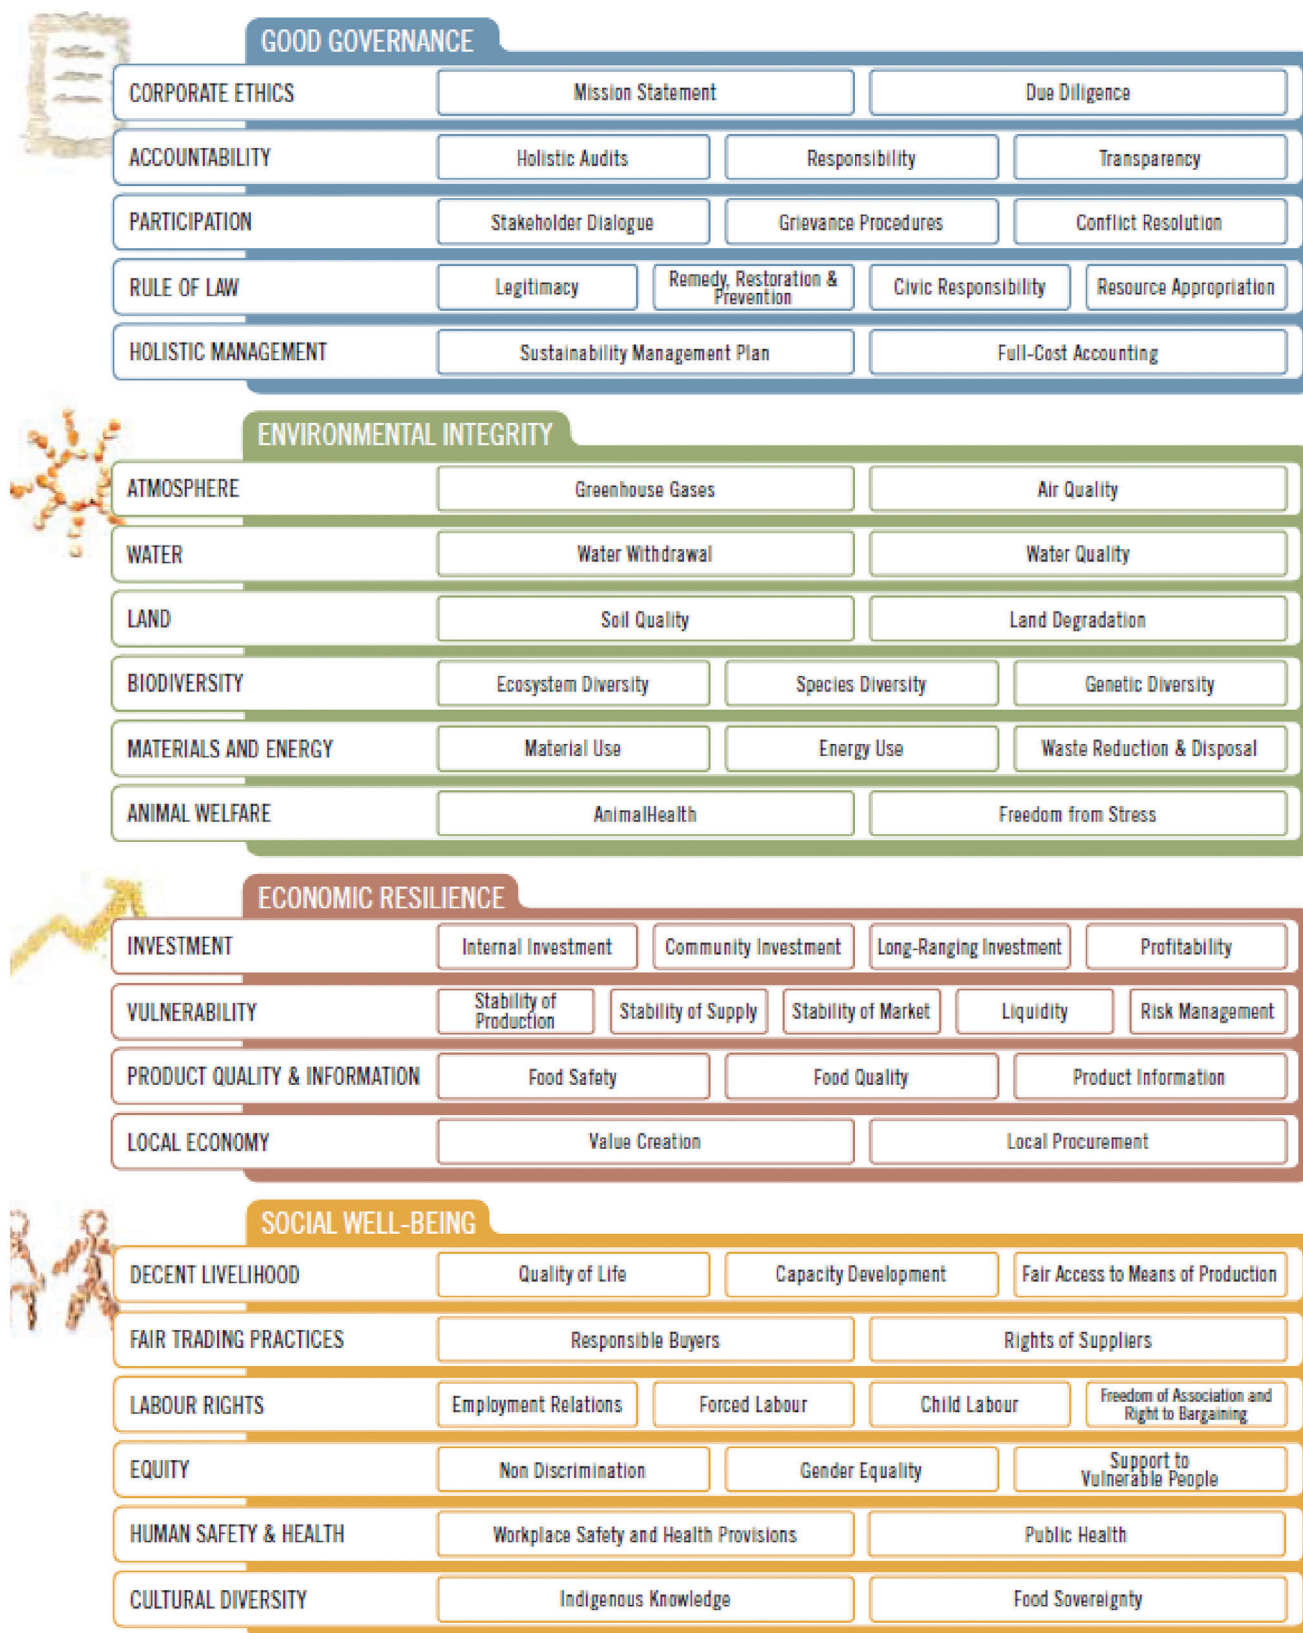 GOOD GOVERNANCE
CORPORATE ETHICS Mission Statement Due Diligence
ACCOUNTABILITY Holistic Audits Responsibility Transparency
PARTICIPATION Stakeholder Dialogue Grievance Procedures Conflict Resolution
RULE OF LAW Legitimacy Remedy, Restoration & Prevention Civic Responsibility Resource Appropriation
HOLISTIC MANAGEMENT Sustainability Management Plan Full-Cost Accounting
ENVIRONMENTAL INTEGRITY
ATMOSPHERE Greenhouse Gases Air Quality
WATER Water Withdrawal Water Quality
LAND Soil Quality Land Degradation
BIODIVERSITY Ecosystem Diversity Species Diversity Genetic Diversity
MATERIALS AND ENERGY Material Use Energy Use Waste Reduction & Disposal
ANIMAL WELFARE AnimalHealth Freedom from Stress
ECONOMIC RESILIENCE
INVESTMENT Internal Investment Community Investment Long-Ranging Investment Profitability
VULNERABILITY Stability of Production Stability of Supply Stability of Market Liquidity Risk Management
PRODUCT QUALITY & INFORMATION Food Safety Food Quality Product Information
LOCAL ECONOMY Value Creation Local Procurement
SOCIAL WELL-BEING
DECENT LIVELIHOOD Quality of Life Capacity Development Fair Access to Means of Production
FAIR TRADING PRACTICES Responsible Buyers Rights of Suppliers
LABOUR RIGHTS Employment Relations Forced Labour Child Labour Freedom of Association and Right to Bargaining
EQUITY Non Discrimination Gender Equality Support to Vulnerable People
HUMAN SAFETY & HEALTH Workplace Safety and Health Provisions Public Health
CULTURAL DIVERSITY Indigenous Knowledge Food Sovereignty